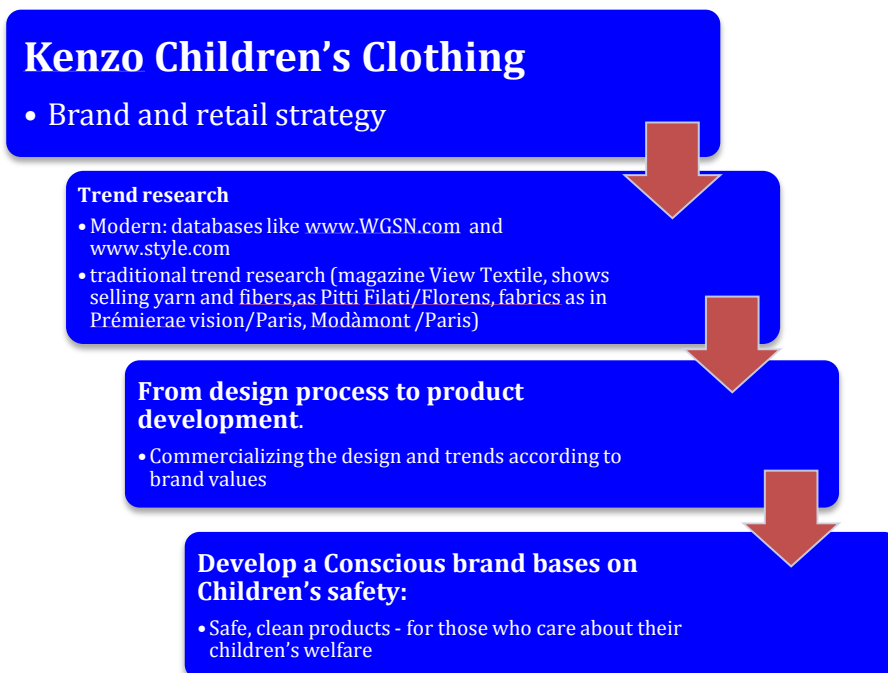 Kenzo Children’s Clothing
• Brand and retail strategy
Trend research
• Modern: databases like www.WGSN.com and
www.style.com
• traditional trend research (magazine View Textile, shows
selling yarn and fibers,as Pitti Filati/Florens, fabrics as in
Prémierae vision/Paris, Modàmont /Paris)
From design process to product
development.
• Commercializing the design and trends according to
brand values
Develop a Conscious brand bases on
Children’s safety:
• Safe, clean products - for those who care about their
children’s welfare